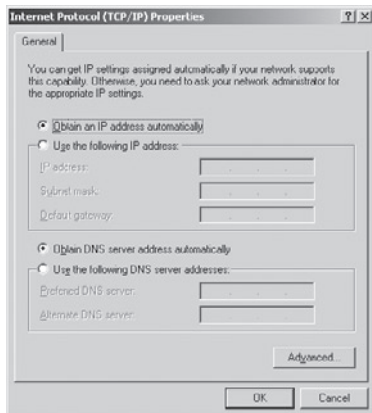 Internet Protocol (TCP/IP) Properties
? X
General
You can get IP settings assigned automatically if your network supports
this capability. Otherwise, you need to ask your network administrator for
the appropriate IP settings.
Obtain an IP address automatically
Use the following IP address:
IP address:
Subnet mask:
Default gateway:
Obtain DNS server address automatically
Use the following DNS server addresses:
Preferred DNS server:
Alternate DNS server:
Advanced...
OK Cancel